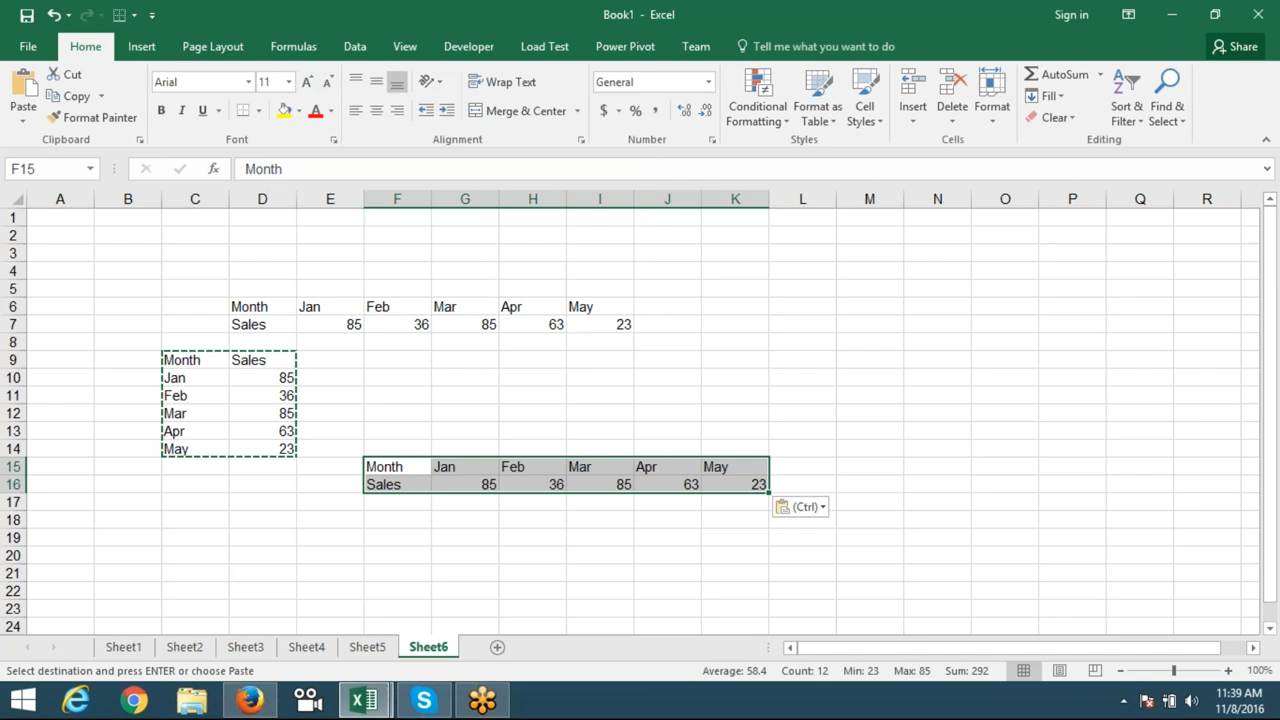 Book1 - Excel
Sign in
File Home Insert Page Layout Formulas Data View Developer Load Test Power Pivot Team Tell me what you want to do Share
Paste
Cut
Copy
Format Painter
Clipboard
Arial 11
B I U
Font
Wrap Text
Merge & Center
Alignment
General
$ % ,
Number
Conditional Formatting
Format as Table
Cell Styles
Styles
Insert
Delete
Format
Cells
AutoSum
Fill
Clear
Sort & Filter
Find & Select
Editing
F15 fx Month
A B C D E F G H I J K L M N O P Q R
1
2
3
4
5
6 Month Jan Feb Mar Apr May
7 Sales 85 36 85 63 23
8
9 Month Sales
10 Jan 85
11 Feb 36
12 Mar 85
13 Apr 63
14 May 23
15 Month Jan Feb Mar Apr May
16 Sales 85 36 85 63 23
17 (Ctrl)
18
19
20
21
22
23
24
Sheet1 Sheet2 Sheet3 Sheet4 Sheet5 Sheet6
Select destination and press ENTER or choose Paste Average: 58.4 Count: 12 Min: 23 Max: 85 Sum: 292 100%
11:39 AM
11/8/2016